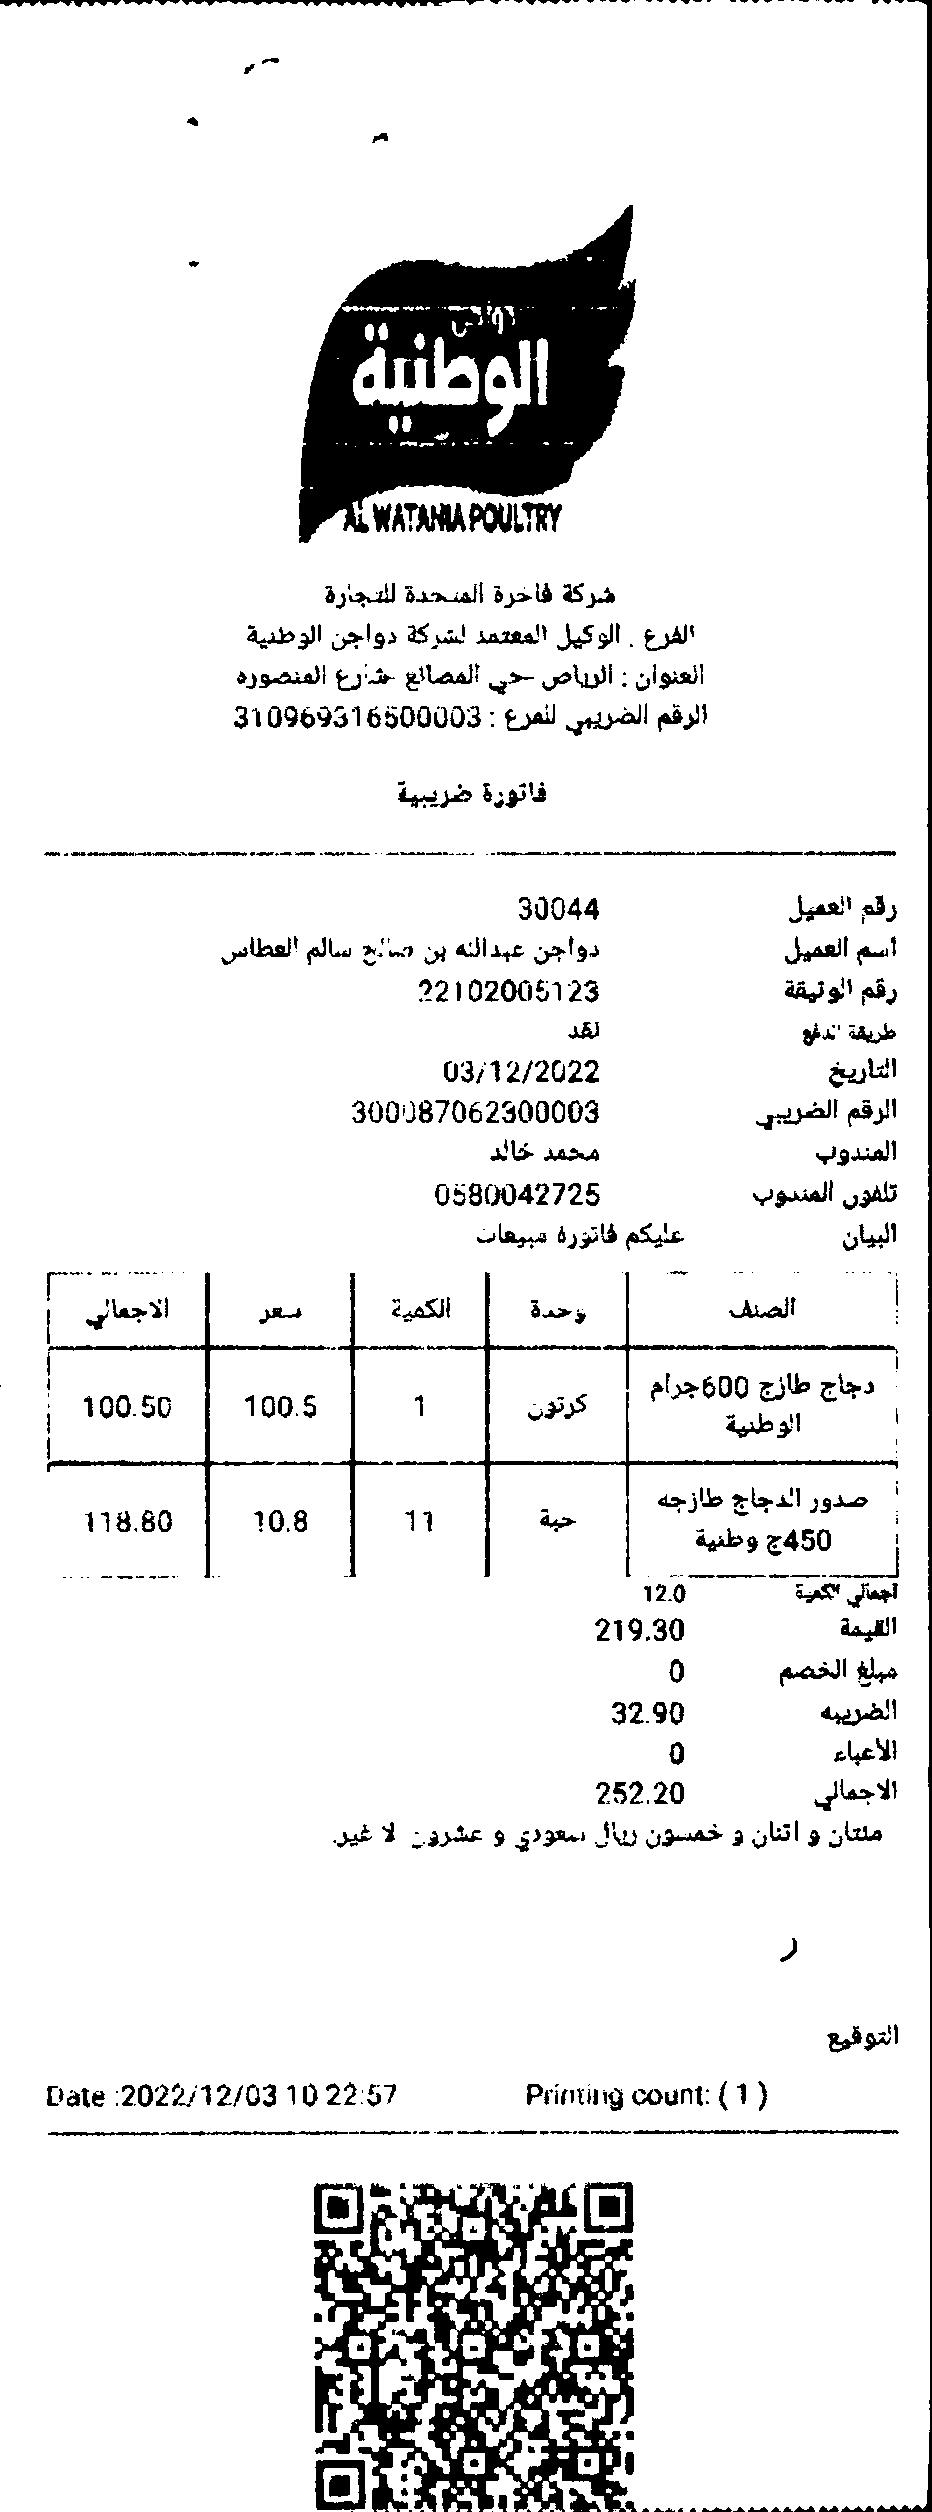 دواجن
الوطنية
AL WATANIA POULTRY
شركة فاخرة المتحدة للتجارة
الفرع : الوكيل المعتمد لشركة دواجن الوطنية
العنوان : الرياض -حي المصانع -شارع المنصوره
الرقم الضريبي للفرع : 310969316500003
فاتورة ضريبية
رقم العميل 30044
اسم العميل دواجن عبدالله بن صالح سالم العطاس
رقم الوثيقة 22102005123
طريقة الدفع نقد
التاريخ 03/12/2022
الرقم الضريبي 300087062300003
المندوب محمد خالد
تلفون المندوب 0580042725
البيان عليكم فاتورة مبيعات
الصنف وحدة الكمية سعر الاجمالي
دجاج طازج 600جرام الوطنية كرتون 1 100.5 100.50
صدور الدجاج طازجه 450ج وطنية حبة 11 10.8 118.80
اجمالي الكمية 12.0
القيمة 219.30
مبلغ الخصم 0
الضريبه 32.90
الأعباء 0
الاجمالي 252.20
مئتان و اثنان و خمسون ريال سعودي و عشرون لا غير.
التوقيع
Date :2022/12/03 10:22:57 Printing count: ( 1 )